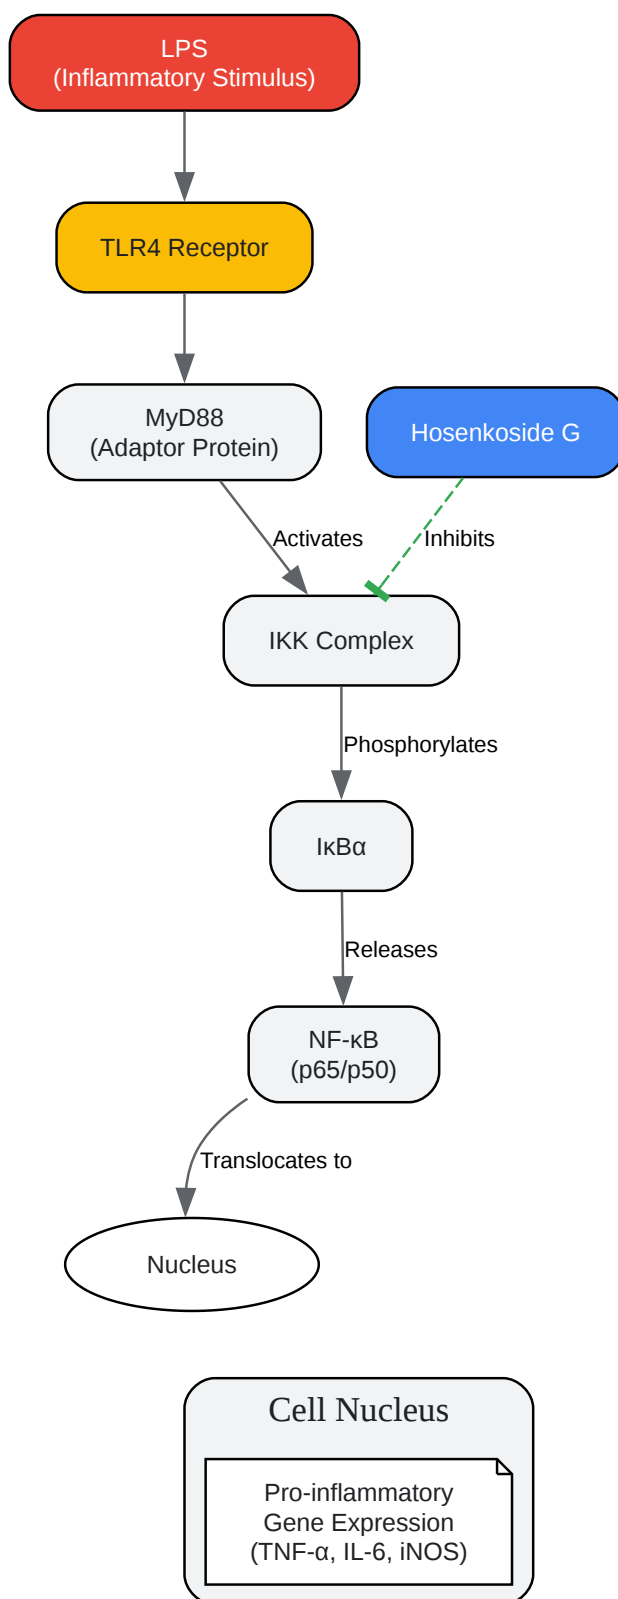 LPS
(Inflammatory Stimulus)
TLR4 Receptor
MyD88
(Adaptor Protein)
Hosenkoside G
Activates
Inhibits
IKK Complex
Phosphorylates
IκBα
Releases
NF-κB
(p65/p50)
Translocates to
Nucleus
Cell Nucleus
Pro-inflammatory
Gene Expression
(TNF-α, IL-6, iNOS)